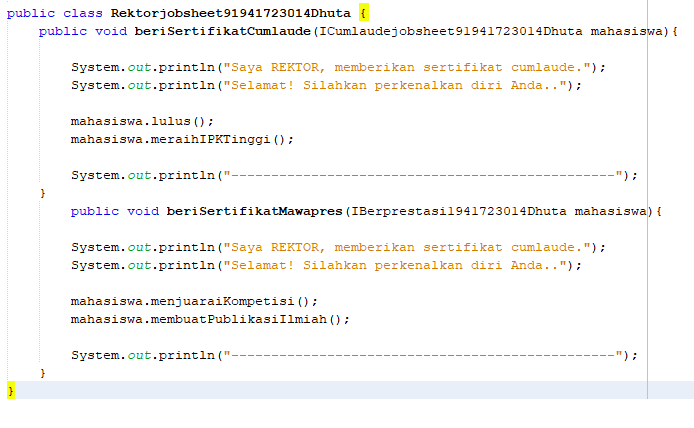 public class Rektorjobsheet91941723014Dhuta {
public void beriSertifikatCumlaude(ICumlaudejobsheet91941723014Dhuta mahasiswa){
System.out.println("Saya REKTOR, memberikan sertifikat cumlaude.");
System.out.println("Selamat! Silahkan perkenalkan diri Anda..");
mahasiswa.lulus();
mahasiswa.meraihIPKTinggi();
System.out.println("------------------------------------------------");
}
public void beriSertifikatMawapres(IBerprestasi1941723014Dhuta mahasiswa){
System.out.println("Saya REKTOR, memberikan sertifikat cumlaude.");
System.out.println("Selamat! Silahkan perkenalkan diri Anda..");
mahasiswa.menjuaraiKompetisi();
mahasiswa.membuatPublikasiIlmiah();
System.out.println("------------------------------------------------");
}
}